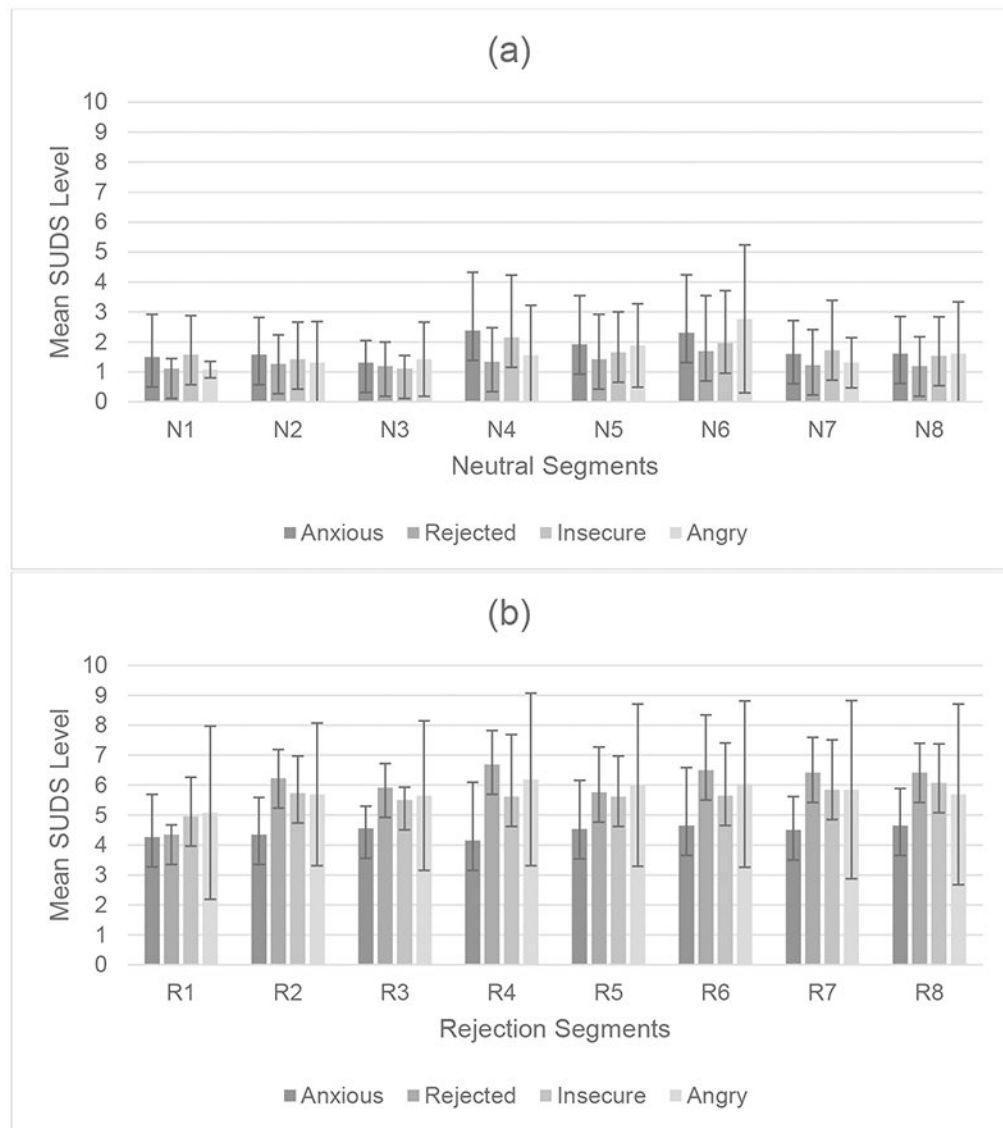 (a)
Mean SUDS Level
10
9
8
7
6
5
4
3
2
1
0
N1 N2 N3 N4 N5 N6 N7 N8
Neutral Segments
Anxious Rejected Insecure Angry
(b)
Mean SUDS Level
10
9
8
7
6
5
4
3
2
1
0
R1 R2 R3 R4 R5 R6 R7 R8
Rejection Segments
Anxious Rejected Insecure Angry